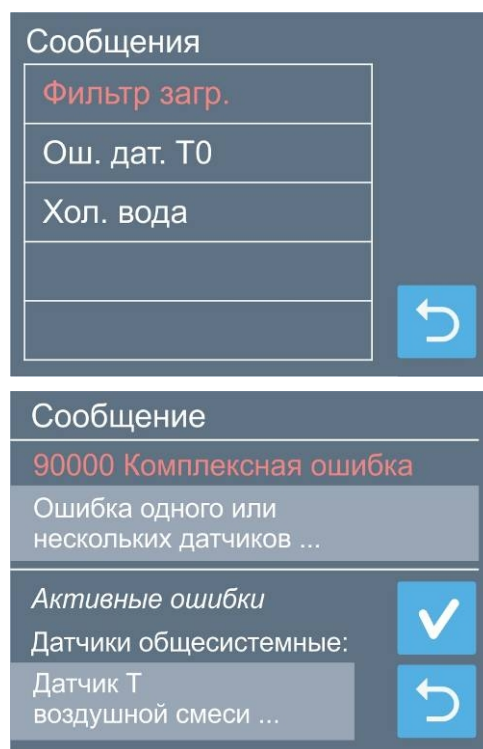 Сообщения
Фильтр загр.
Ош. дат. Т0
Хол. вода
Сообщение
90000 Комплексная ошибка
Ошибка одного или
нескольких датчиков ...
Активные ошибки
Датчики общесистемные:
Датчик Т
воздушной смеси ...